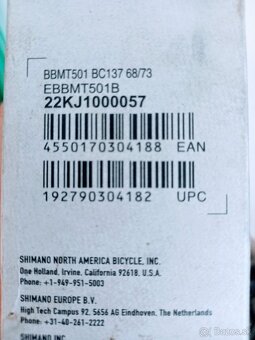 BBMT501 BC137 68/73
EBBMT501B
22KJ1000057
4550170304188 EAN
192790304182 UPC
SHIMANO NORTH AMERICA BICYCLE, INC.
One Holland, Irvine, California 92618, U.S.A.
Phone: +1-949-951-5003
SHIMANO EUROPE B.V.
High Tech Campus 92, 5656 AG Eindhoven, The Netherlands
Phone: +31-40-261-2222
SHIMANO INC.